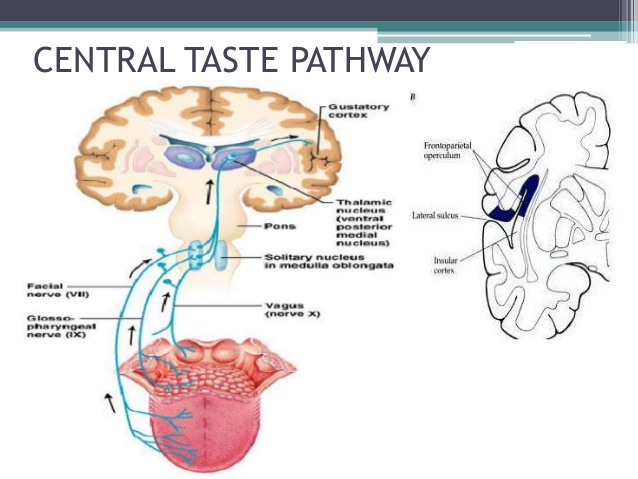 CENTRAL TASTE PATHWAY
Gustatory
cortex
Thalamic
nucleus
(ventral
posterior
medial
nucleus)
Pons
Solitary nucleus
in medulla oblongata
Facial
nerve (VII)
Vagus
(nerve X)
Glosso-
pharyngeal
nerve (IX)
B
Frontoparietal
operculum
Lateral sulcus
Insular
cortex